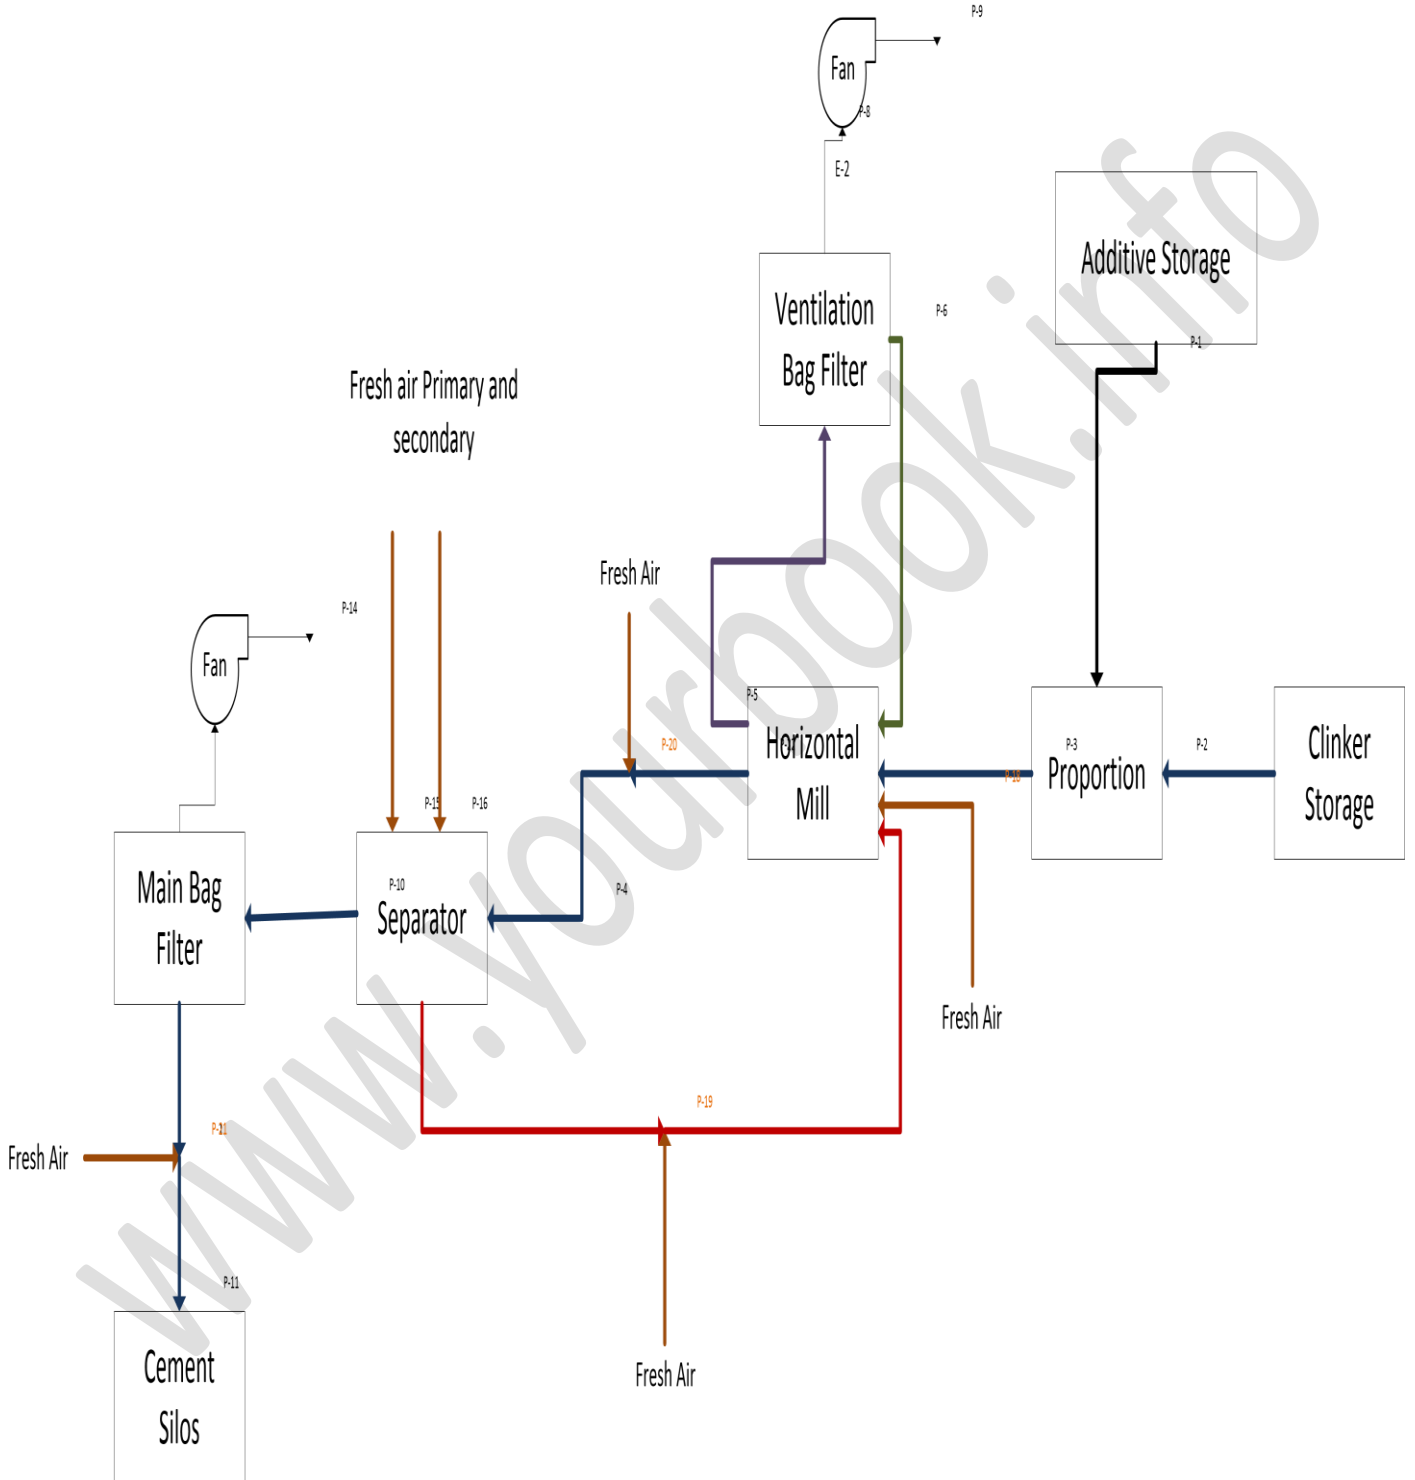 P-9
Fan
P-8
E-2
Additive Storage
Ventilation
Bag Filter
P-6
P-1
Fresh air Primary and
secondary
Fresh Air
P-14
Fan
P-5
Horizontal
Mill
P-20
P-3
Proportion
P-18
P-2
Clinker
Storage
P-15
P-16
Main Bag
Filter
P-10
Separator
P-4
Fresh Air
P-19
Fresh Air
P-11
Cement
Silos
Fresh Air
www.yourbook.info